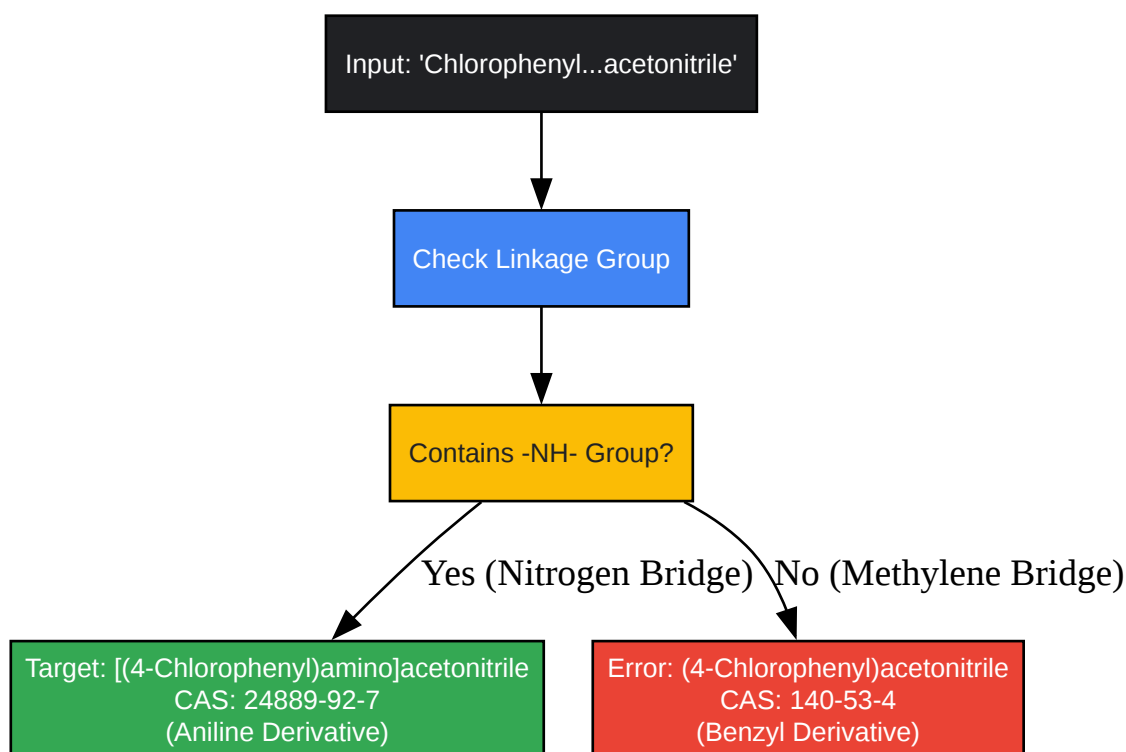 Input: 'Chlorophenyl...acetonitrile'
Check Linkage Group
Contains -NH- Group?
Yes (Nitrogen Bridge)
No (Methylene Bridge)
Target: [(4-Chlorophenyl)amino]acetonitrile
CAS: 24889-92-7
(Aniline Derivative)
Error: (4-Chlorophenyl)acetonitrile
CAS: 140-53-4
(Benzyl Derivative)